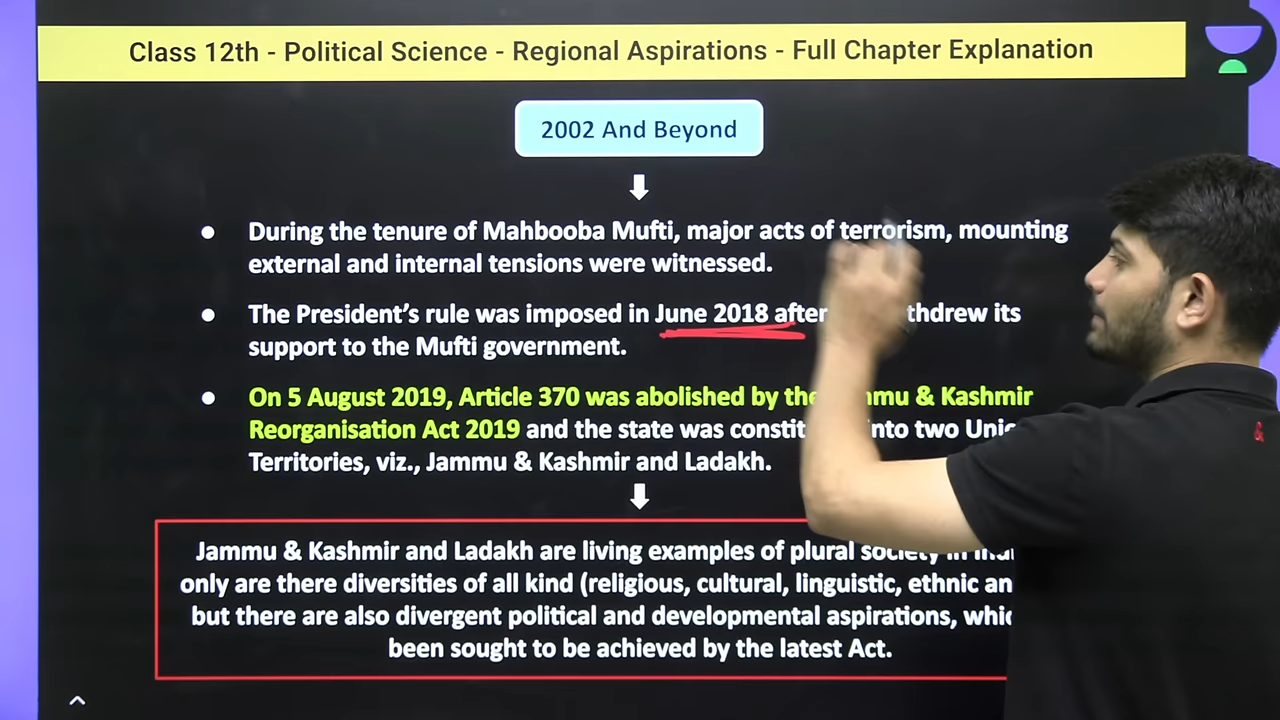 Class 12th - Political Science - Regional Aspirations - Full Chapter Explanation
2002 And Beyond
During the tenure of Mahbooba Mufti, major acts of terrorism, mounting
external and internal tensions were witnessed.
The President's rule was imposed in June 2018 after thdrew its
support to the Mufti government.
On 5 August 2019, Article 370 was abolished by the mmu & Kashmir
Reorganisation Act 2019 and the state was constit into two Unio
Territories, viz., Jammu & Kashmir and Ladakh.
Jammu & Kashmir and Ladakh are living examples of plural society in
only are there diversities of all kind (religious, cultural, linguistic, ethnic an
but there are also divergent political and developmental aspirations, whic
been sought to be achieved by the latest Act.